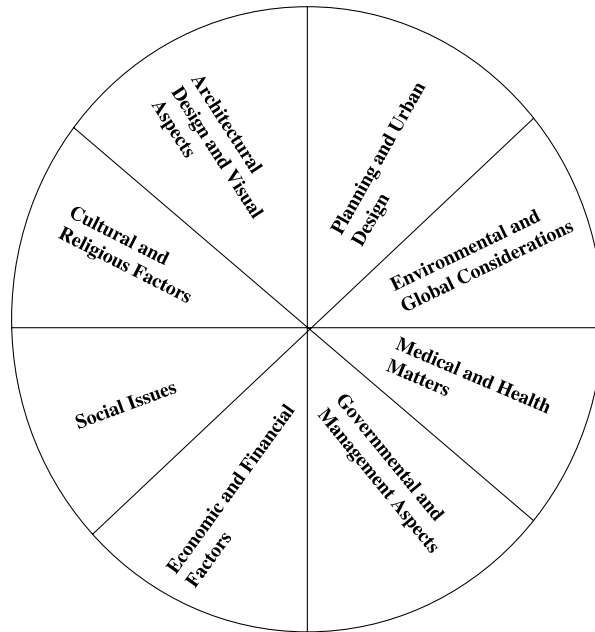 Architectural
Design and Visual
Aspects
Planning and Urban
Design
Cultural and
Religious Factors
Environmental and
Global Considerations
Social Issues
Medical and Health
Matters
Economic and Financial
Factors
Governmental and
Management Aspects